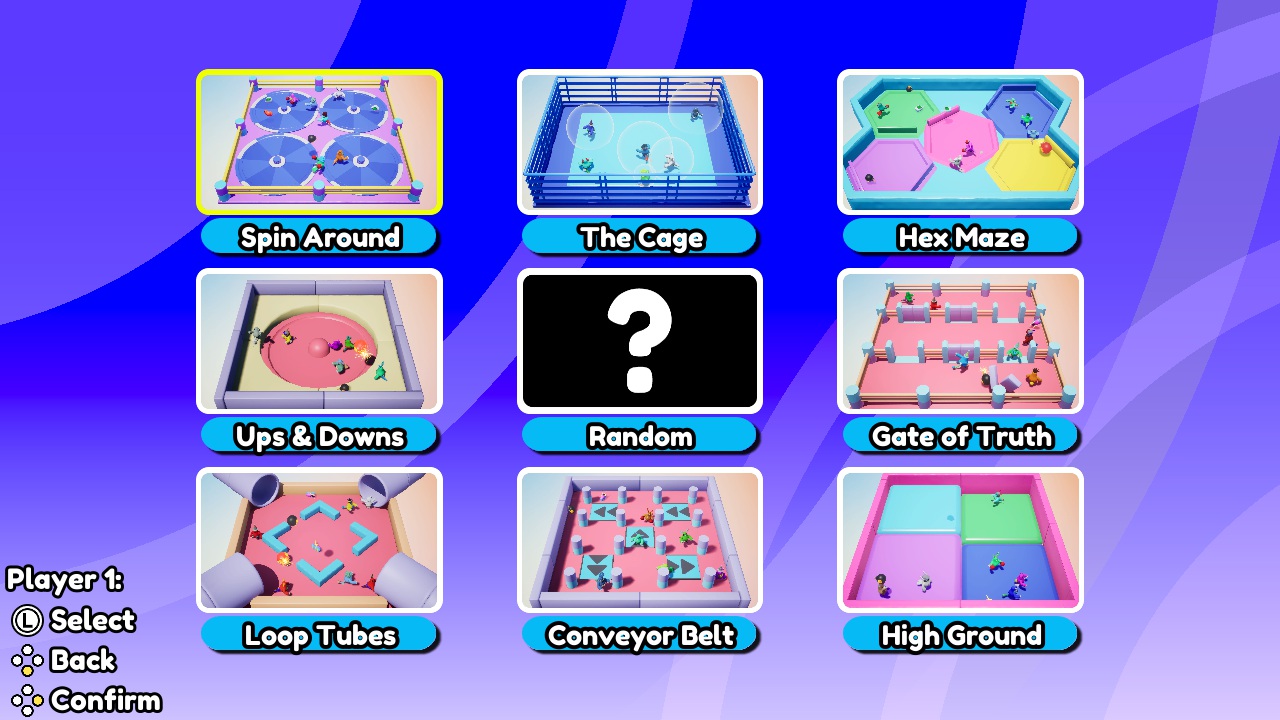 Spin Around
The Cage
Hex Maze
Ups & Downs
?
Random
Gate of Truth
Loop Tubes
Conveyor Belt
High Ground
Player 1:
L Select
Back
Confirm